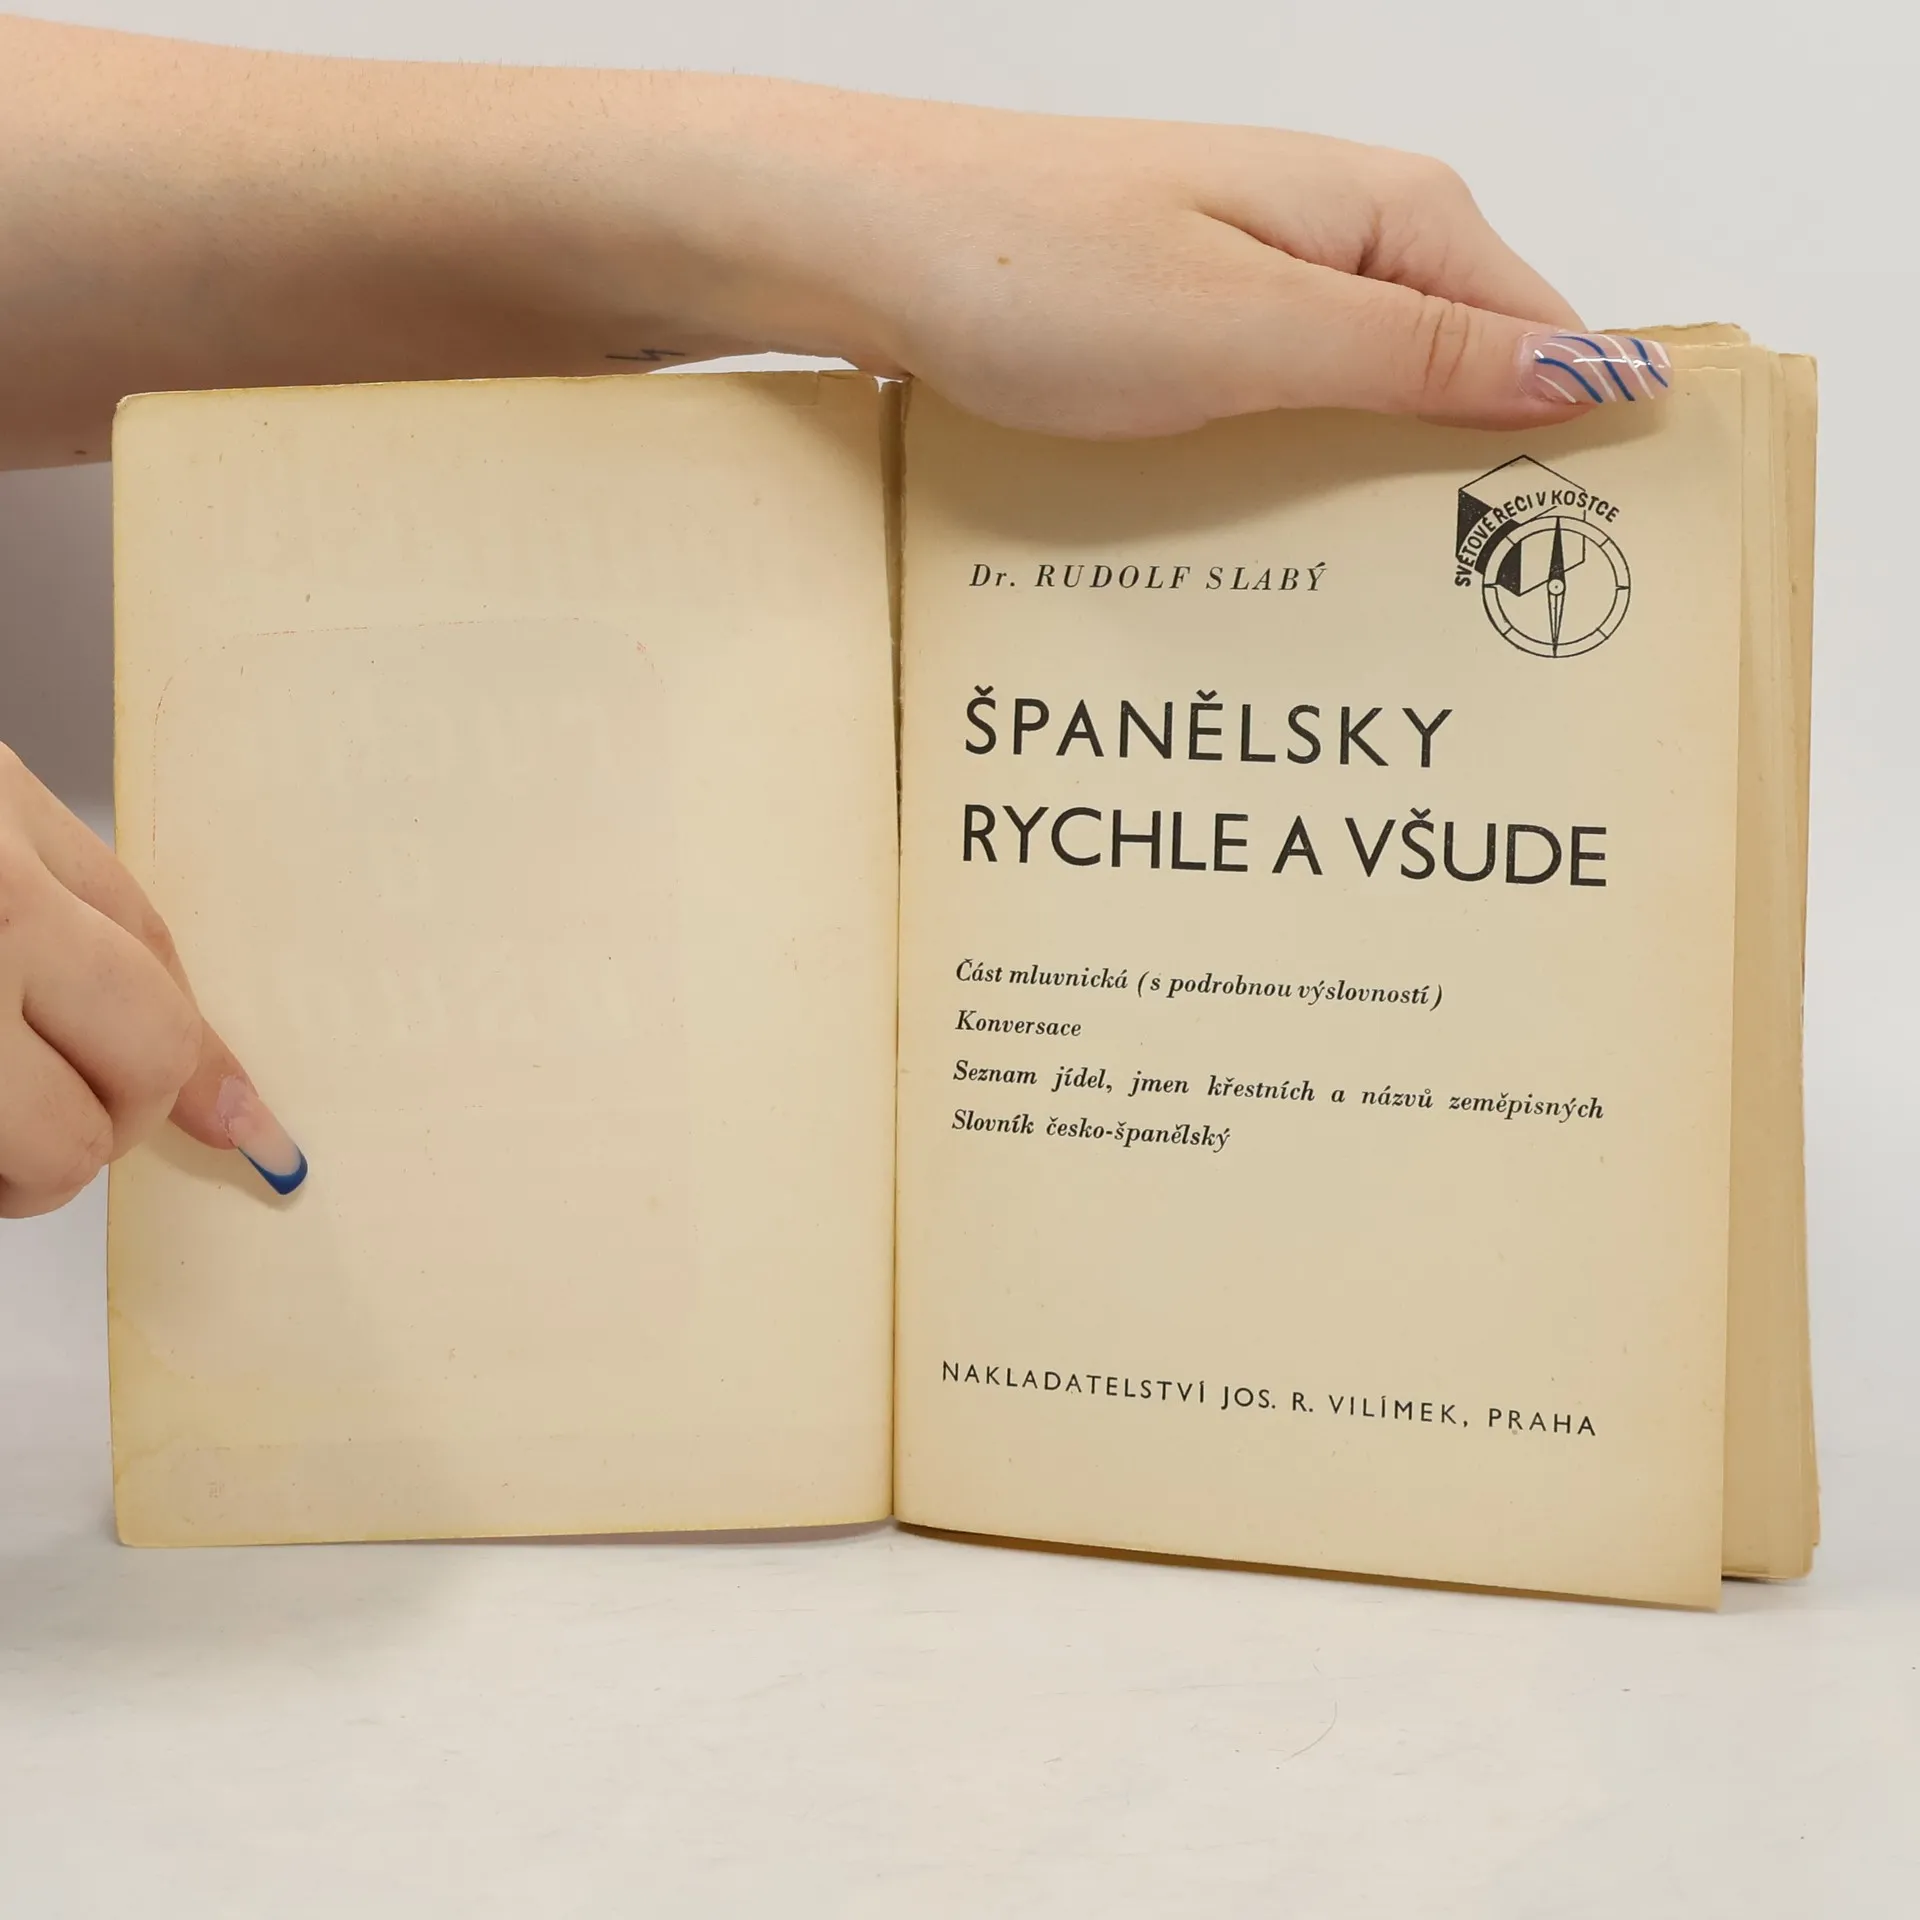 SVĚTOVÉ ŘECI V KOSTCE
Dr. RUDOLF SLABÝ
ŠPANĚLSKY
RYCHLE A VŠUDE
Část mluvnická (s podrobnou výslovností)
Konversace
Seznam jídel, jmen křestních a názvů zeměpisných
Slovník česko-španělský
NAKLADATELSTVÍ JOS. R. VILÍMEK, PRAHA